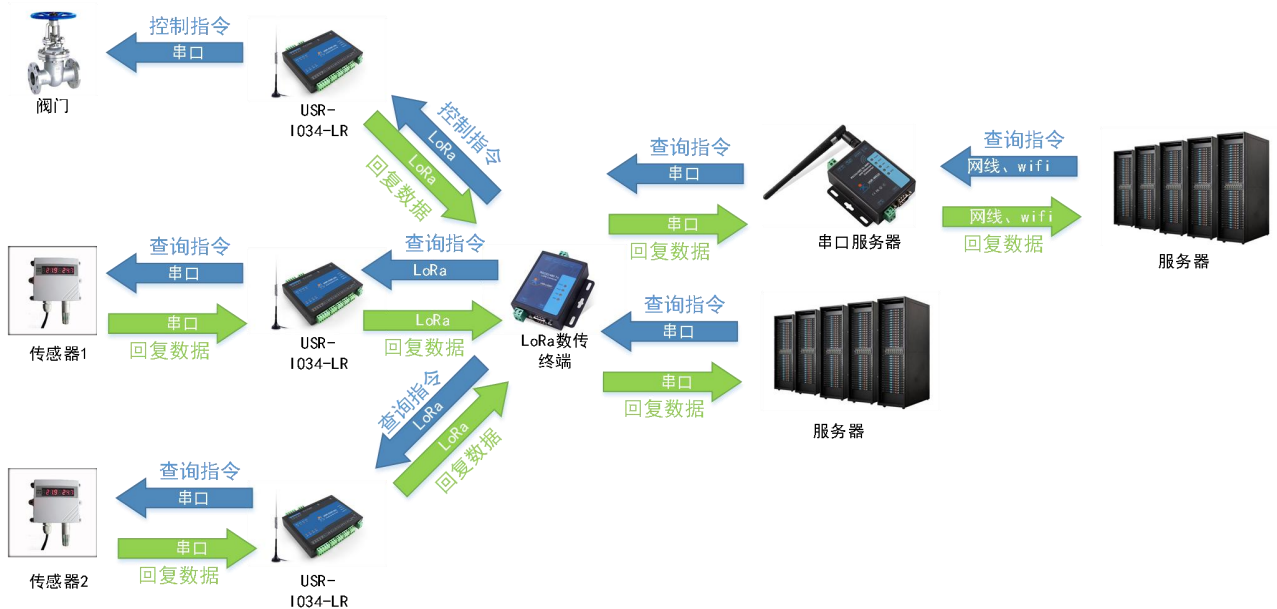 控制指令
串口
阀门
USR-
IO34-LR
控制指令
LoRa
LoRa
回复数据
查询指令
串口
串口
回复数据
传感器1
USR-
IO34-LR
查询指令
LoRa
LoRa
回复数据
LoRa数传
终端
查询指令
LoRa
LoRa
回复数据
查询指令
串口
串口
回复数据
传感器2
USR-
IO34-LR
查询指令
串口
串口
回复数据
串口服务器
查询指令
网线、wifi
网线、wifi
回复数据
服务器
查询指令
串口
串口
回复数据
服务器